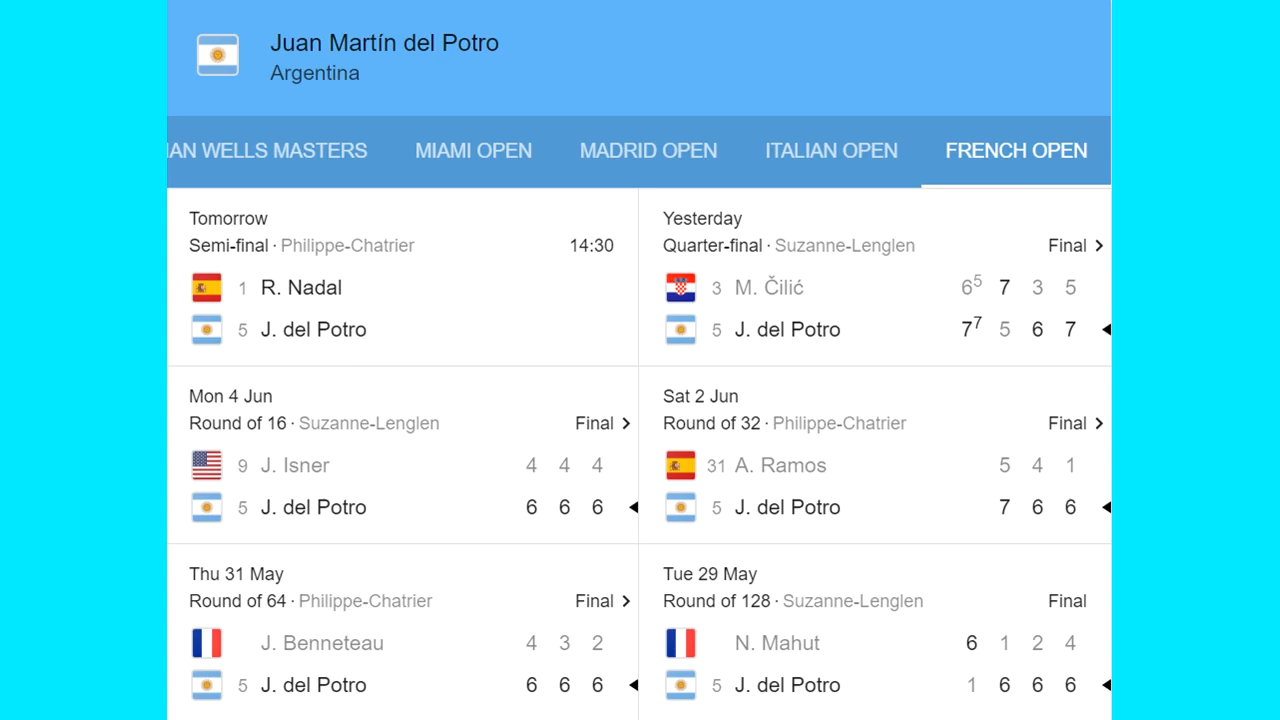 Juan Martín del Potro
Argentina
IAN WELLS MASTERS MIAMI OPEN MADRID OPEN ITALIAN OPEN FRENCH OPEN
Tomorrow
Semi-final · Philippe-Chatrier 14:30
1 R. Nadal
5 J. del Potro
Yesterday
Quarter-final · Suzanne-Lenglen Final
3 M. Čilić 6⁵ 7 3 5
5 J. del Potro 7⁷ 5 6 7
Mon 4 Jun
Round of 16 · Suzanne-Lenglen Final
9 J. Isner 4 4 4
5 J. del Potro 6 6 6
Sat 2 Jun
Round of 32 · Philippe-Chatrier Final
31 A. Ramos 5 4 1
5 J. del Potro 7 6 6
Thu 31 May
Round of 64 · Philippe-Chatrier Final
J. Benneteau 4 3 2
5 J. del Potro 6 6 6
Tue 29 May
Round of 128 · Suzanne-Lenglen Final
N. Mahut 6 1 2 4
5 J. del Potro 1 6 6 6